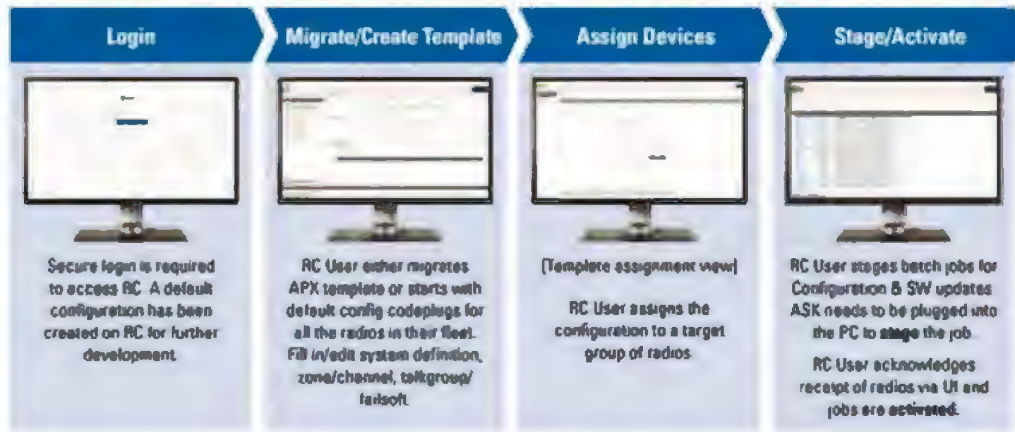 Login
Migrate/Create Template
Assign Devices
Stage/Activate
Secure login is required
to access RC. A default
configuration has been
created on RC for further
development.
RC User either migrates
APX template or starts with
default config codeplugs for
all the radios in their fleet.
Fill in/edit system definition,
zone/channel, talkgroup/
failsoft.
[Template assignment view]
RC User assigns the
configuration to a target
group of radios
RC User stages batch jobs for
Configuration & SW updates
ASK needs to be plugged into
the PC to stage the job.
RC User acknowledges
receipt of radios via UI and
jobs are activated.